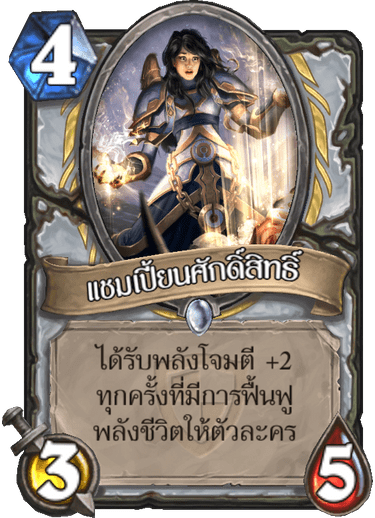 4
แชมเปี้ยนศักดิ์สิทธิ์
ได้รับพลังโจมตี +2
ทุกครั้งที่มีการฟื้นฟู
พลังชีวิตให้ตัวละคร
3
5